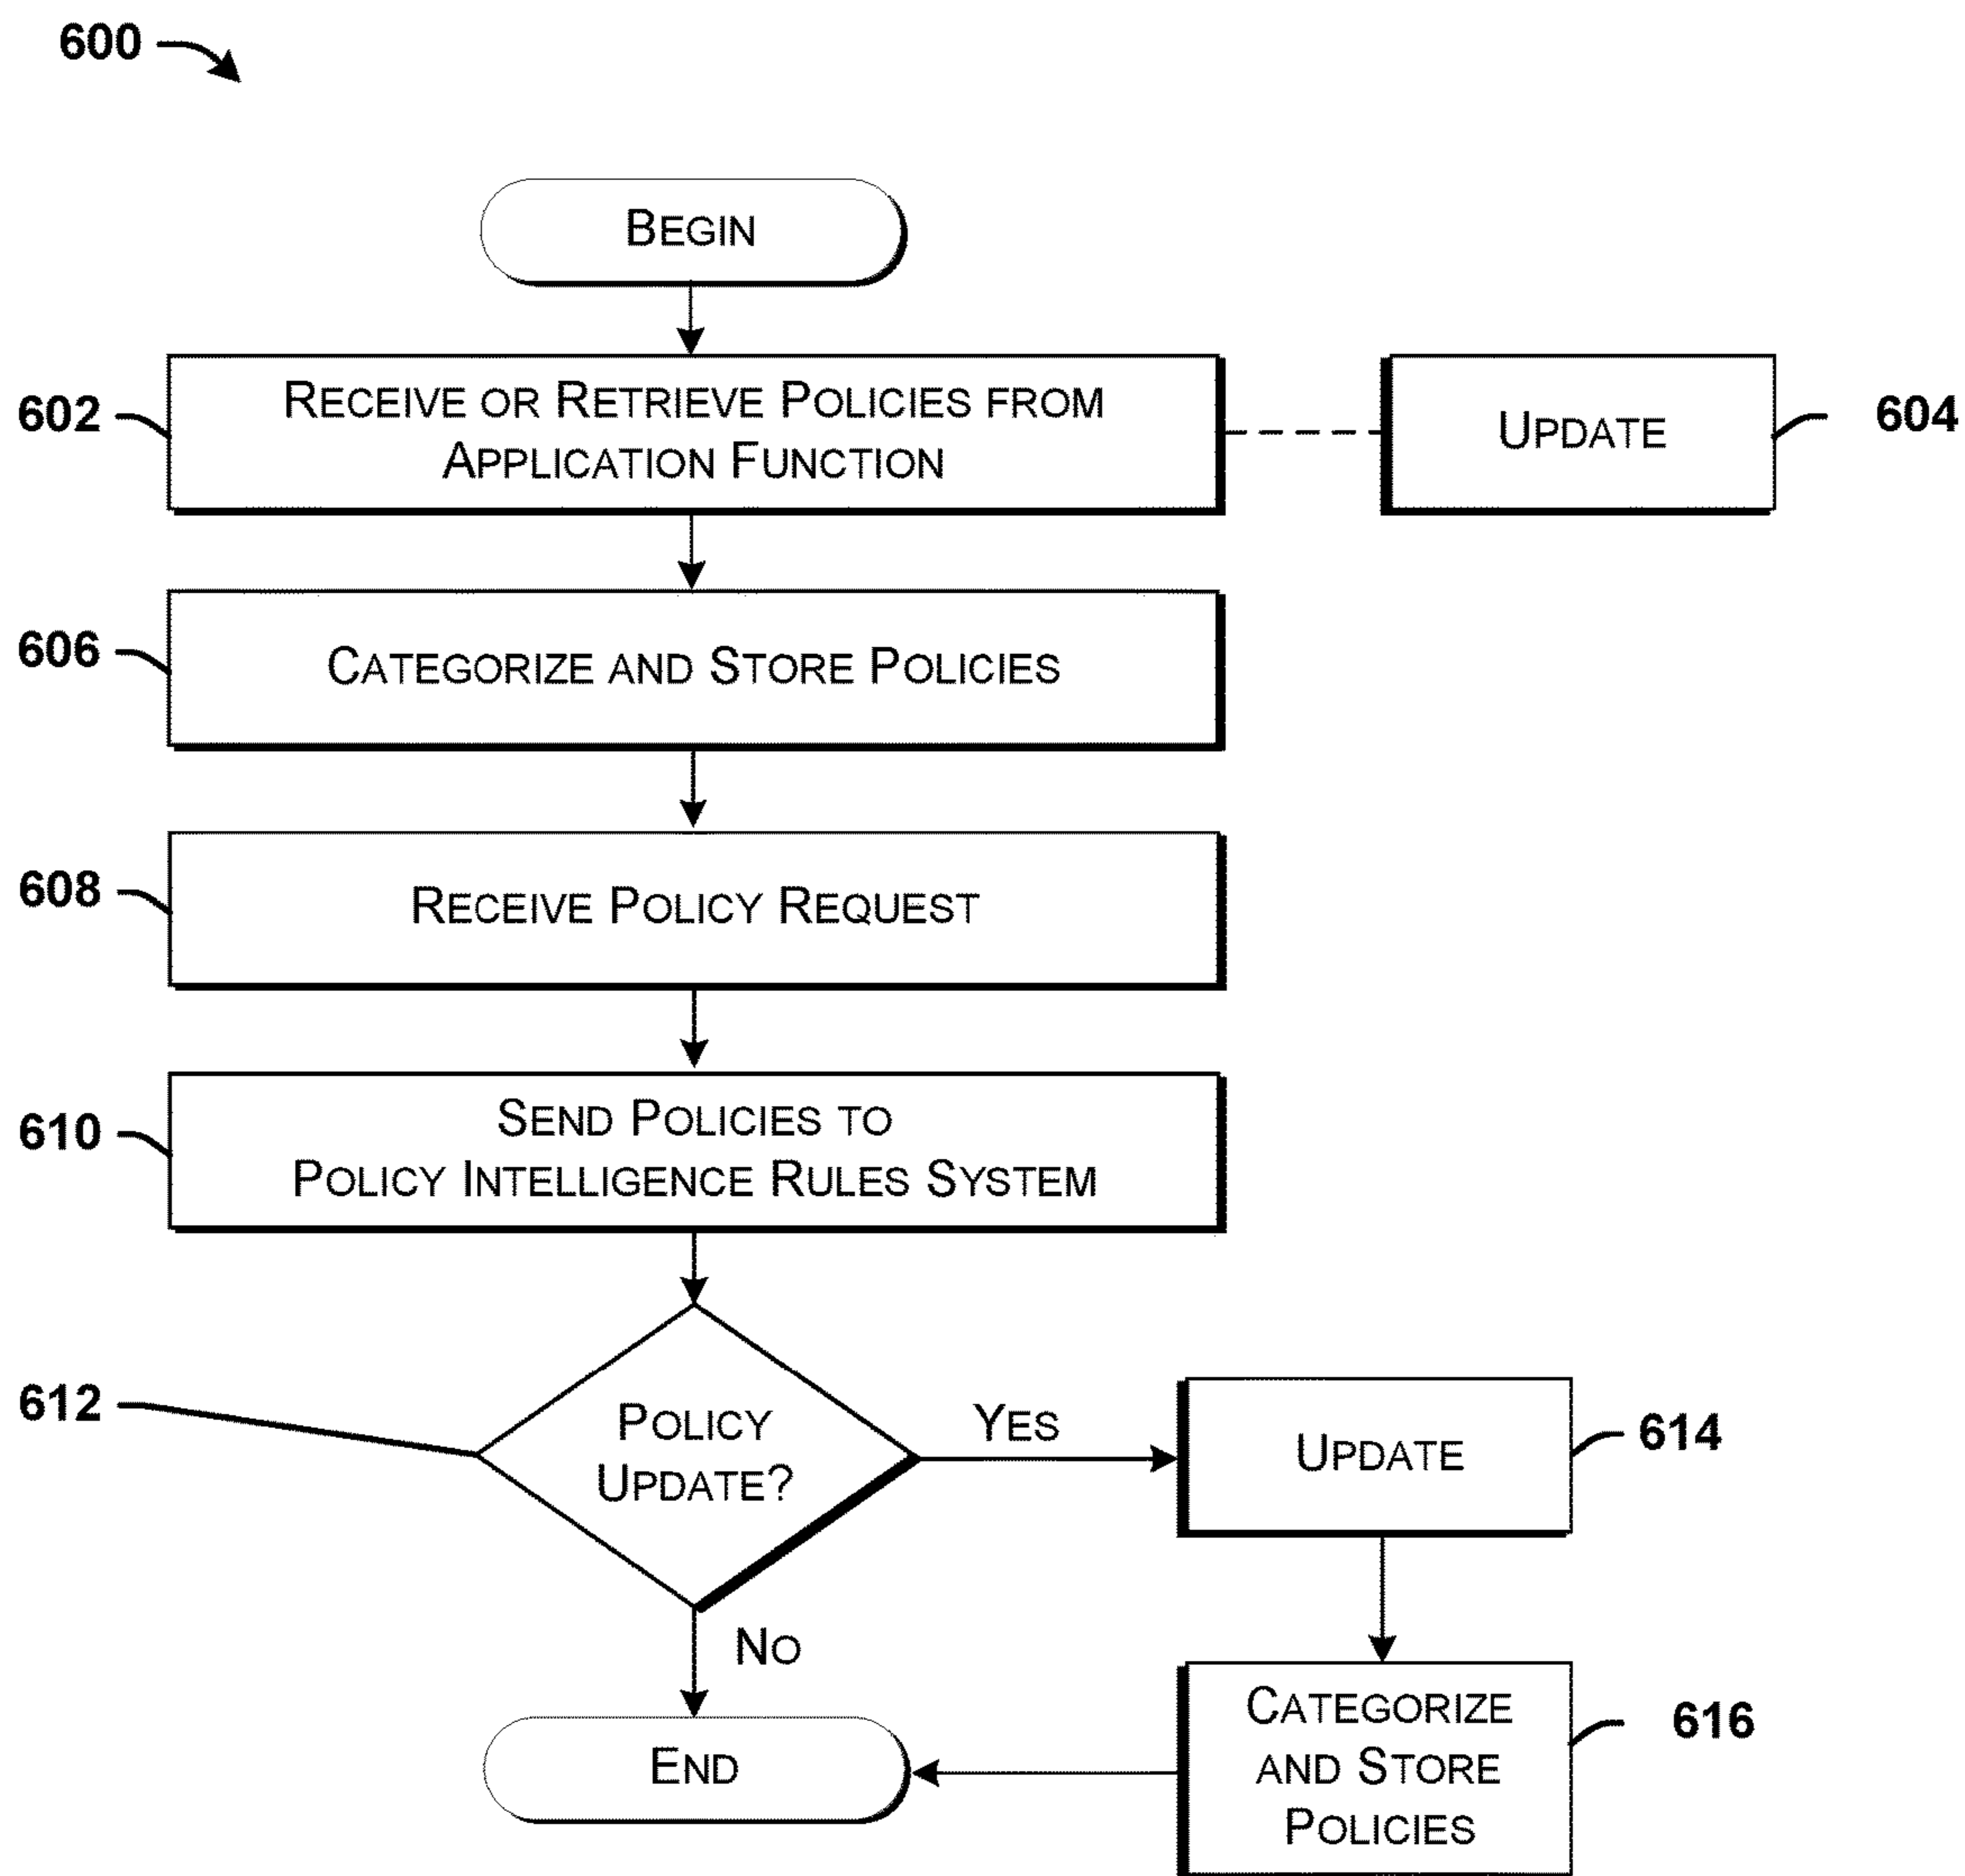 600
BEGIN
602
RECEIVE OR RETRIEVE POLICIES FROM
APPLICATION FUNCTION
UPDATE
604
606
CATEGORIZE AND STORE POLICIES
608
RECEIVE POLICY REQUEST
610
SEND POLICIES TO
POLICY INTELLIGENCE RULES SYSTEM
612
POLICY
UPDATE?
YES
UPDATE
614
NO
END
CATEGORIZE
AND STORE
POLICIES
616